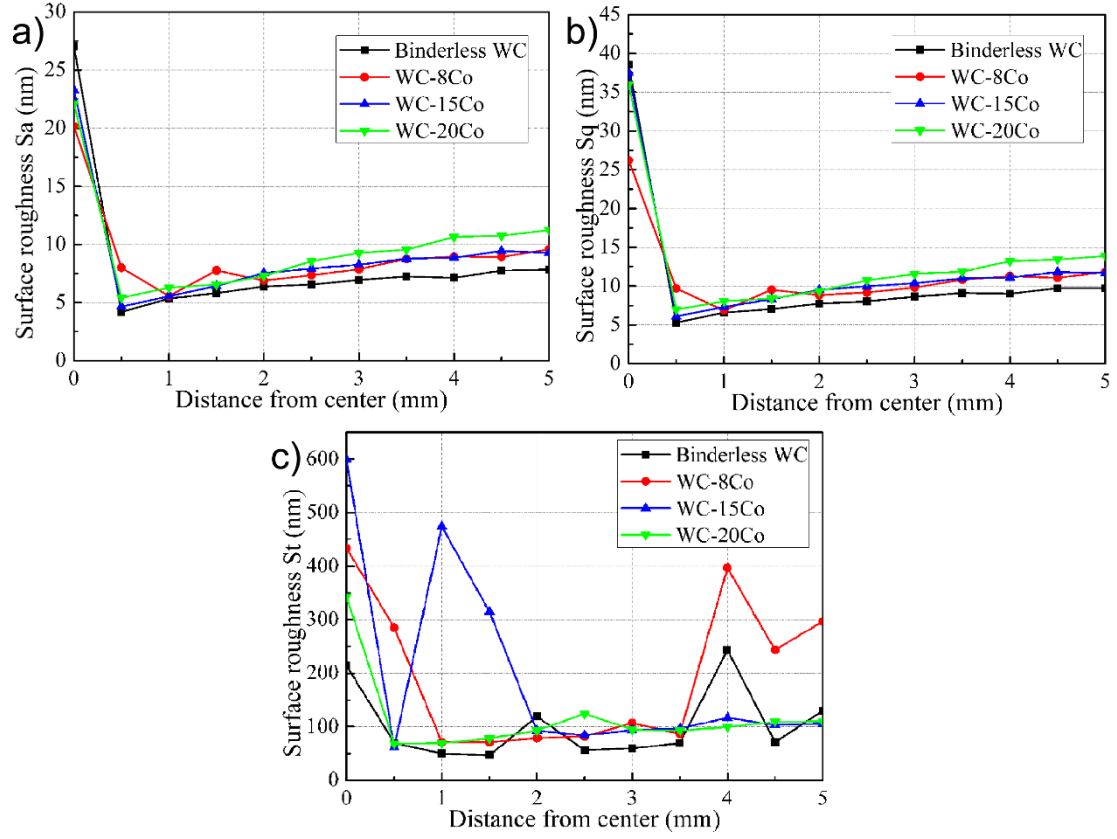 a)
Surface roughness Sa (nm)
30
25
20
15
10
5
0
Binderless WC
WC-8Co
WC-15Co
WC-20Co
0 1 2 3 4 5
Distance from center (mm)
b)
Surface roughness Sq (nm)
45
40
35
30
25
20
15
10
5
0
Binderless WC
WC-8Co
WC-15Co
WC-20Co
0 1 2 3 4 5
Distance from center (mm)
c)
Surface roughness St (nm)
600
500
400
300
200
100
0
Binderless WC
WC-8Co
WC-15Co
WC-20Co
0 1 2 3 4 5
Distance from center (mm)